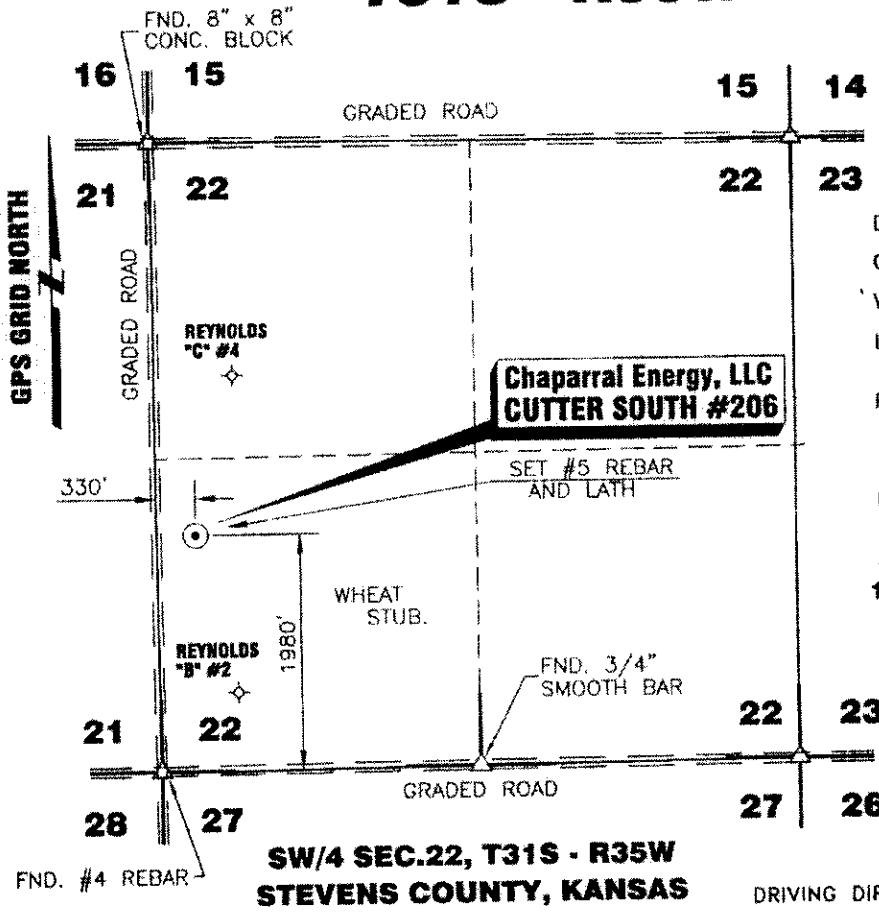 FND. 8" x 8"
CONC. BLOCK
16 15
15 14
GRADED ROAD
21 22
22 23
GPS GRID NORTH
GRADED ROAD
REYNOLDS
"C" #4
Chaparral Energy, LLC
CUTTER SOUTH #206
SET #5 REBAR
AND LATH
330'
WHEAT
STUB.
1980'
REYNOLDS
"B" #2
FND. 3/4"
SMOOTH BAR
21 22
22 23
GRADED ROAD
28 27
27 26
FND. #4 REBAR
SW/4 SEC.22, T31S - R35W
STEVENS COUNTY, KANSAS
DRIVING DIR